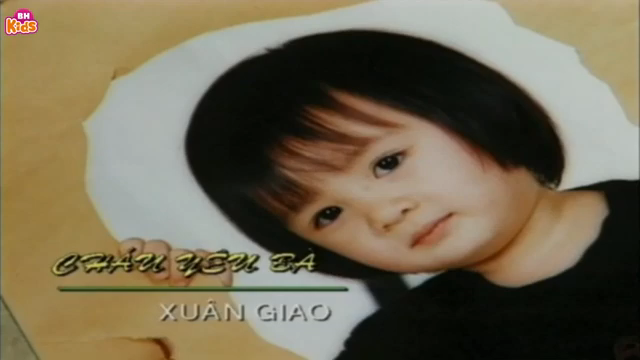 BH
Kids
CHÁU YÊU BÀ
XUÂN GIAO